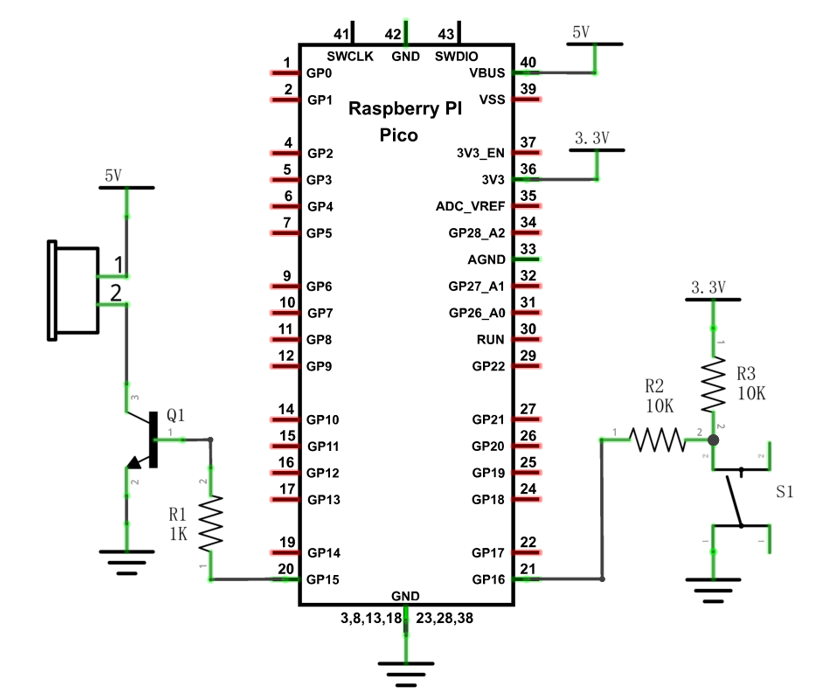 41 42 43
SWCLK GND SWDIO
5V
1 GP0 VBUS 40
2 GP1 VSS 39
Raspberry PI
Pico
3.3V
4 GP2 3V3_EN 37
5 GP3 3V3 36
6 GP4 ADC_VREF 35
7 GP5 GP28_A2 34
AGND 33
9 GP6 GP27_A1 32
10 GP7 GP26_A0 31
11 GP8 RUN 30
12 GP9 GP22 29
14 GP10 GP21 27
15 GP11 GP20 26
16 GP12 GP19 25
17 GP13 GP18 24
19 GP14 GP17 22
20 GP15 GP16 21
GND
3,8,13,18 23,28,38
5V
1
2
3
Q1
1
2
2
R1
1K
1
3.3V
1
R3
10K
2
R2
10K
1 2
2 2
S1
1 1